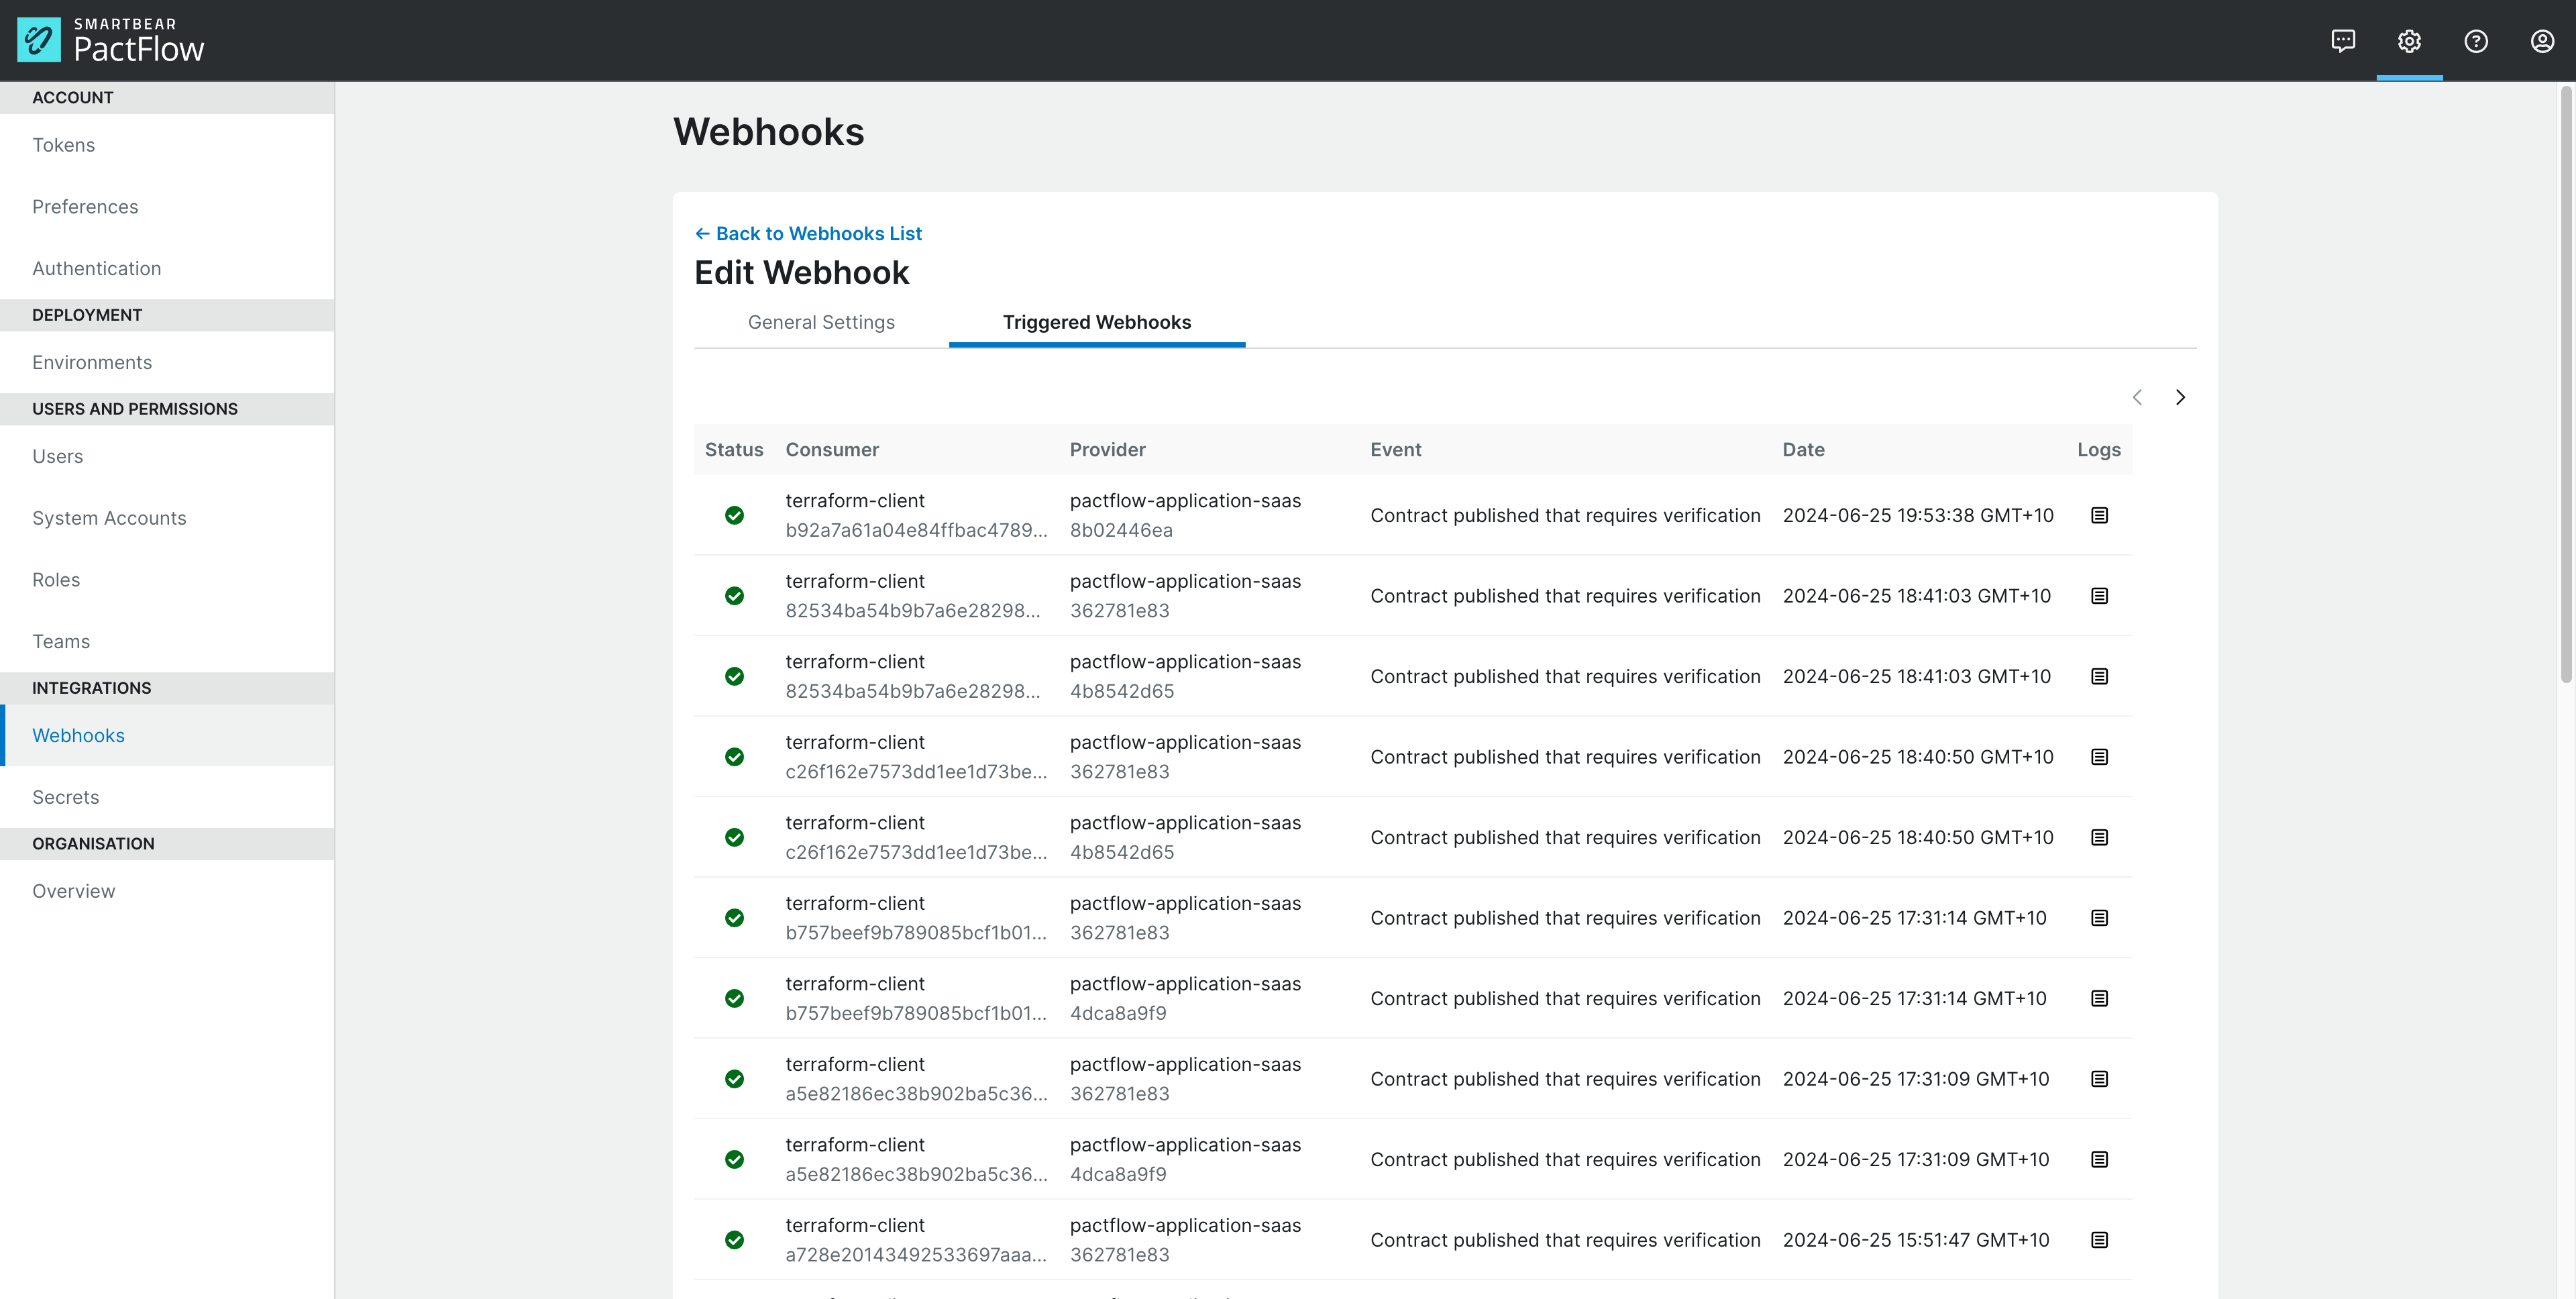 SMARTBEAR
PactFlow
ACCOUNT
Tokens
Preferences
Authentication
DEPLOYMENT
Environments
USERS AND PERMISSIONS
Users
System Accounts
Roles
Teams
INTEGRATIONS
Webhooks
Secrets
ORGANISATION
Overview
Webhooks
← Back to Webhooks List
Edit Webhook
General Settings Triggered Webhooks
Status Consumer Provider Event Date Logs
terraform-client pactflow-application-saas
Contract published that requires verification 2024-06-25 19:53:38 GMT+10
b92a7a61a04e84ffbac4789... 8b02446ea
terraform-client pactflow-application-saas
Contract published that requires verification 2024-06-25 18:41:03 GMT+10
82534ba54b9b7a6e28298... 362781e83
terraform-client pactflow-application-saas
Contract published that requires verification 2024-06-25 18:41:03 GMT+10
82534ba54b9b7a6e28298... 4b8542d65
terraform-client pactflow-application-saas
Contract published that requires verification 2024-06-25 18:40:50 GMT+10
c26f162e7573dd1ee1d73be... 362781e83
terraform-client pactflow-application-saas
Contract published that requires verification 2024-06-25 18:40:50 GMT+10
c26f162e7573dd1ee1d73be... 4b8542d65
terraform-client pactflow-application-saas
Contract published that requires verification 2024-06-25 17:31:14 GMT+10
b757beef9b789085bcf1b01... 362781e83
terraform-client pactflow-application-saas
Contract published that requires verification 2024-06-25 17:31:14 GMT+10
b757beef9b789085bcf1b01... 4dca8a9f9
terraform-client pactflow-application-saas
Contract published that requires verification 2024-06-25 17:31:09 GMT+10
a5e82186ec38b902ba5c36... 362781e83
terraform-client pactflow-application-saas
Contract published that requires verification 2024-06-25 17:31:09 GMT+10
a5e82186ec38b902ba5c36... 4dca8a9f9
terraform-client pactflow-application-saas
Contract published that requires verification 2024-06-25 15:51:47 GMT+10
a728e20143492533697aaa... 362781e83